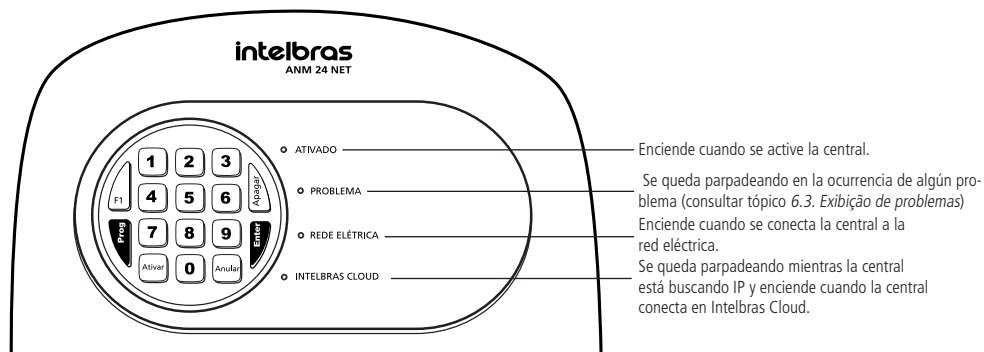 intelbras
ANM 24 NET
ATIVADO
Enciende cuando se active la central.
1 2 3
F1
4 5 6
Apagar
PROBLEMA
Se queda parpadeando en la ocurrencia de algún pro-
blema (consultar tópico 6.3. Exibição de problemas)
Prog
7 8 9
Enter
REDE ELÉTRICA
Enciende cuando se conecta la central a la
red eléctrica.
Ativar 0 Anular
INTELBRAS CLOUD
Se queda parpadeando mientras la central
está buscando IP y enciende cuando la central
conecta en Intelbras Cloud.